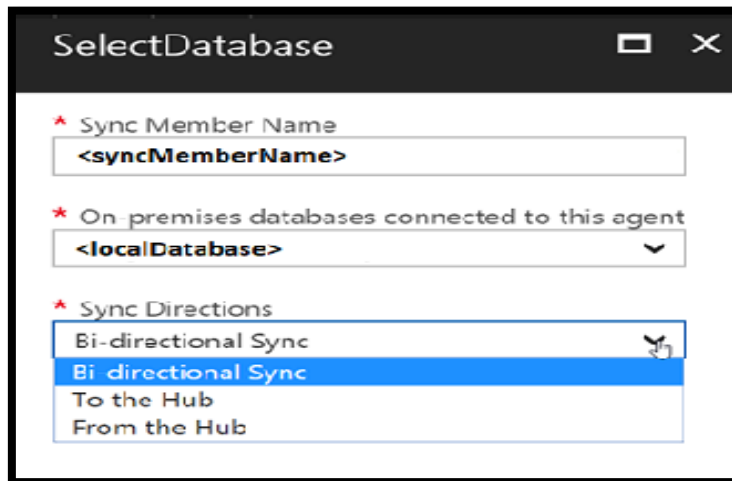 SelectDatabase
* Sync Member Name
<syncMemberName>
* On-premises databases connected to this agent
<localDatabase>
* Sync Directions
Bi-directional Sync
Bi-directional Sync
To the Hub
From the Hub